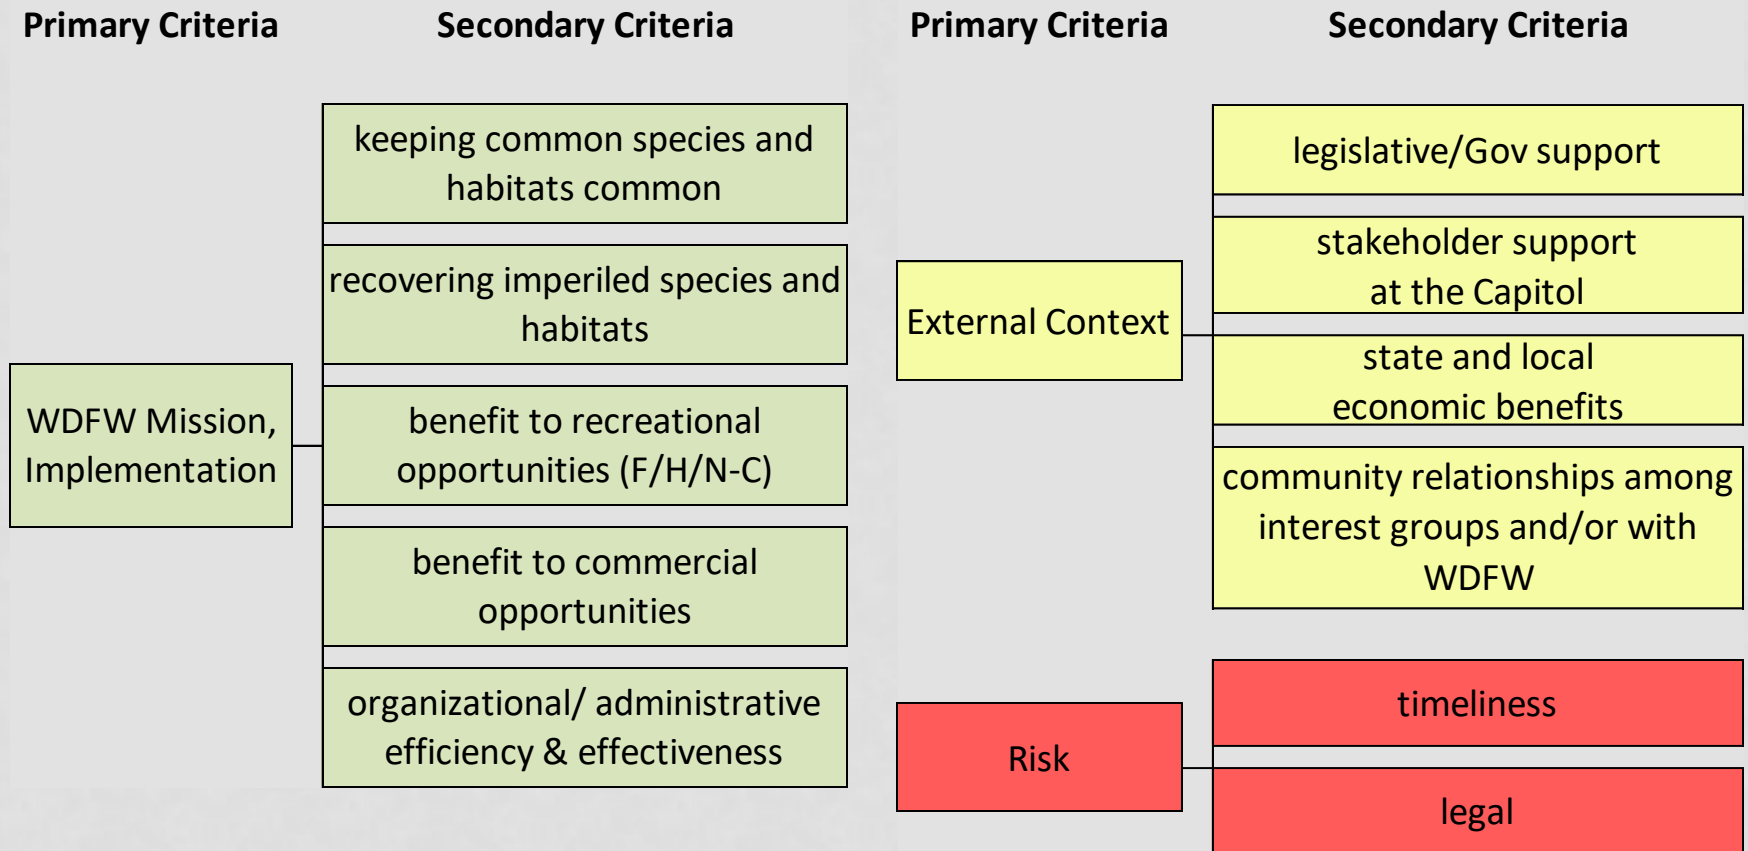 Primary Criteria
Secondary Criteria
WDFW Mission,
Implementation
keeping common species and
habitats common
recovering imperiled species and
habitats
benefit to recreational
opportunities (F/H/N-C)
benefit to commercial
opportunities
organizational/ administrative
efficiency & effectiveness
Primary Criteria
Secondary Criteria
External Context
legislative/Gov support
stakeholder support
at the Capitol
state and local
economic benefits
community relationships among
interest groups and/or with
WDFW
Risk
timeliness
legal